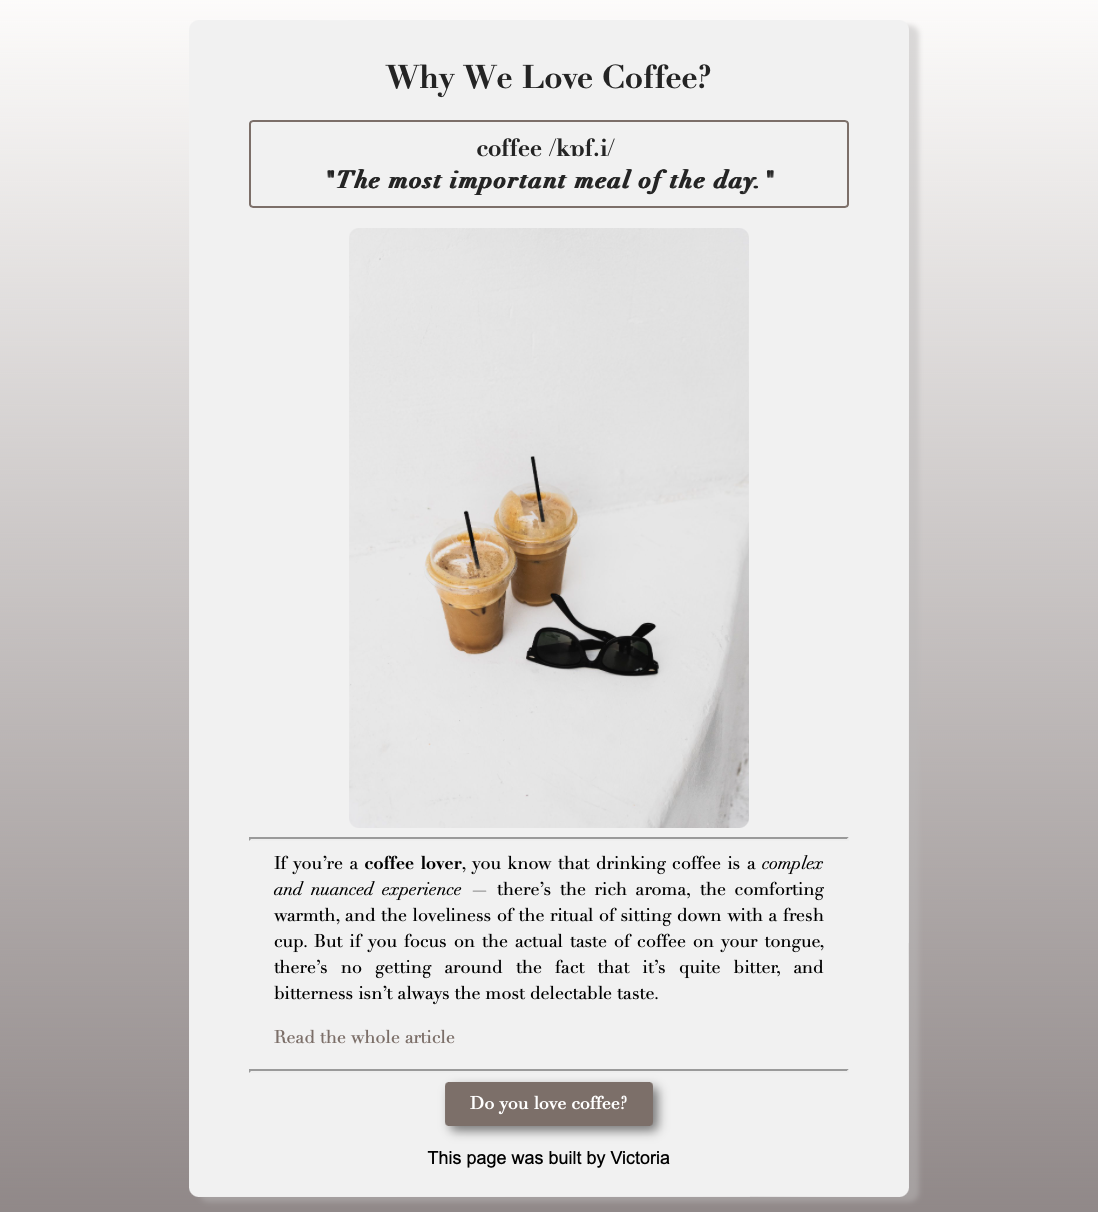 Why We Love Coffee?
coffee /kɒf.i/
"The most important meal of the day."
If you’re a coffee lover, you know that drinking coffee is a complex
and nuanced experience — there’s the rich aroma, the comforting
warmth, and the loveliness of the ritual of sitting down with a fresh
cup. But if you focus on the actual taste of coffee on your tongue,
there’s no getting around the fact that it’s quite bitter, and
bitterness isn’t always the most delectable taste.
Read the whole article
Do you love coffee?
This page was built by Victoria